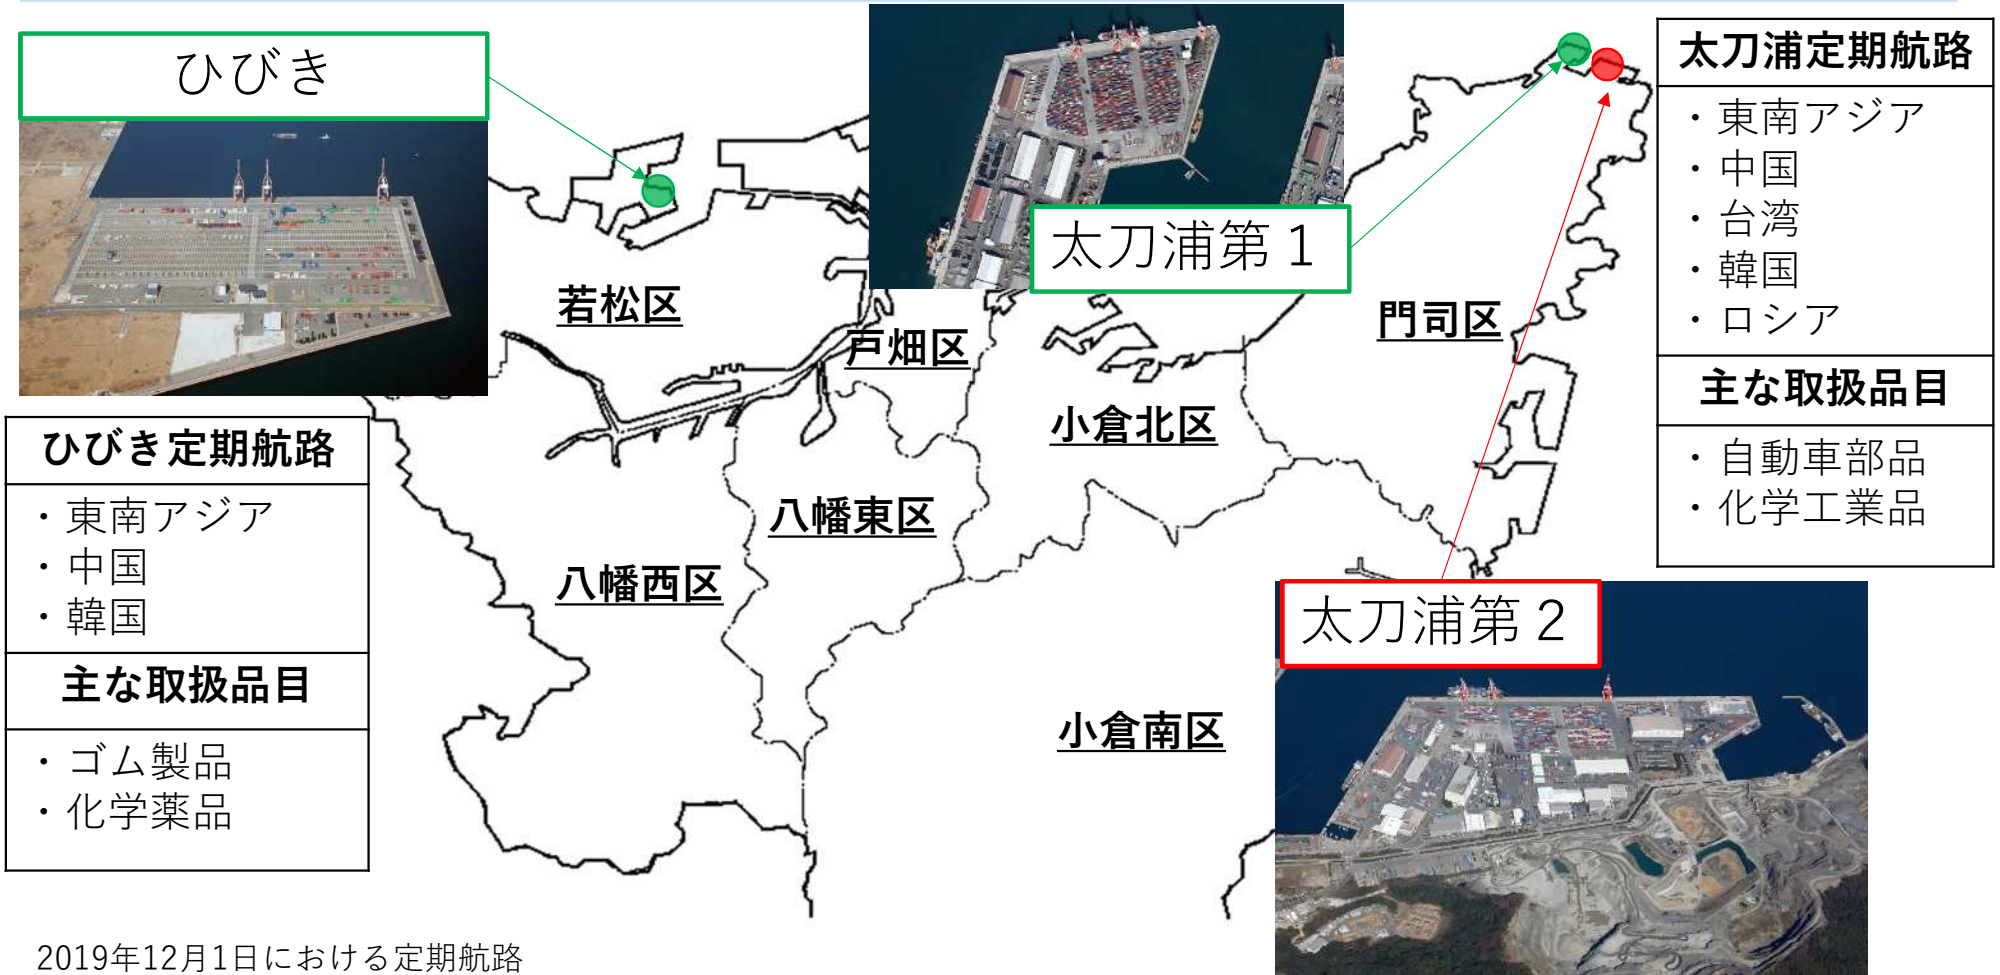 ひびき
太刀浦第1
太刀浦定期航路
・東南アジア
・中国
・台湾
・韓国
・ロシア
主な取扱品目
・自動車部品
・化学工業品
若松区
戸畑区
門司区
小倉北区
八幡東区
八幡西区
小倉南区
ひびき定期航路
・東南アジア
・中国
・韓国
主な取扱品目
・ゴム製品
・化学薬品
太刀浦第2
2019年12月1日における定期航路